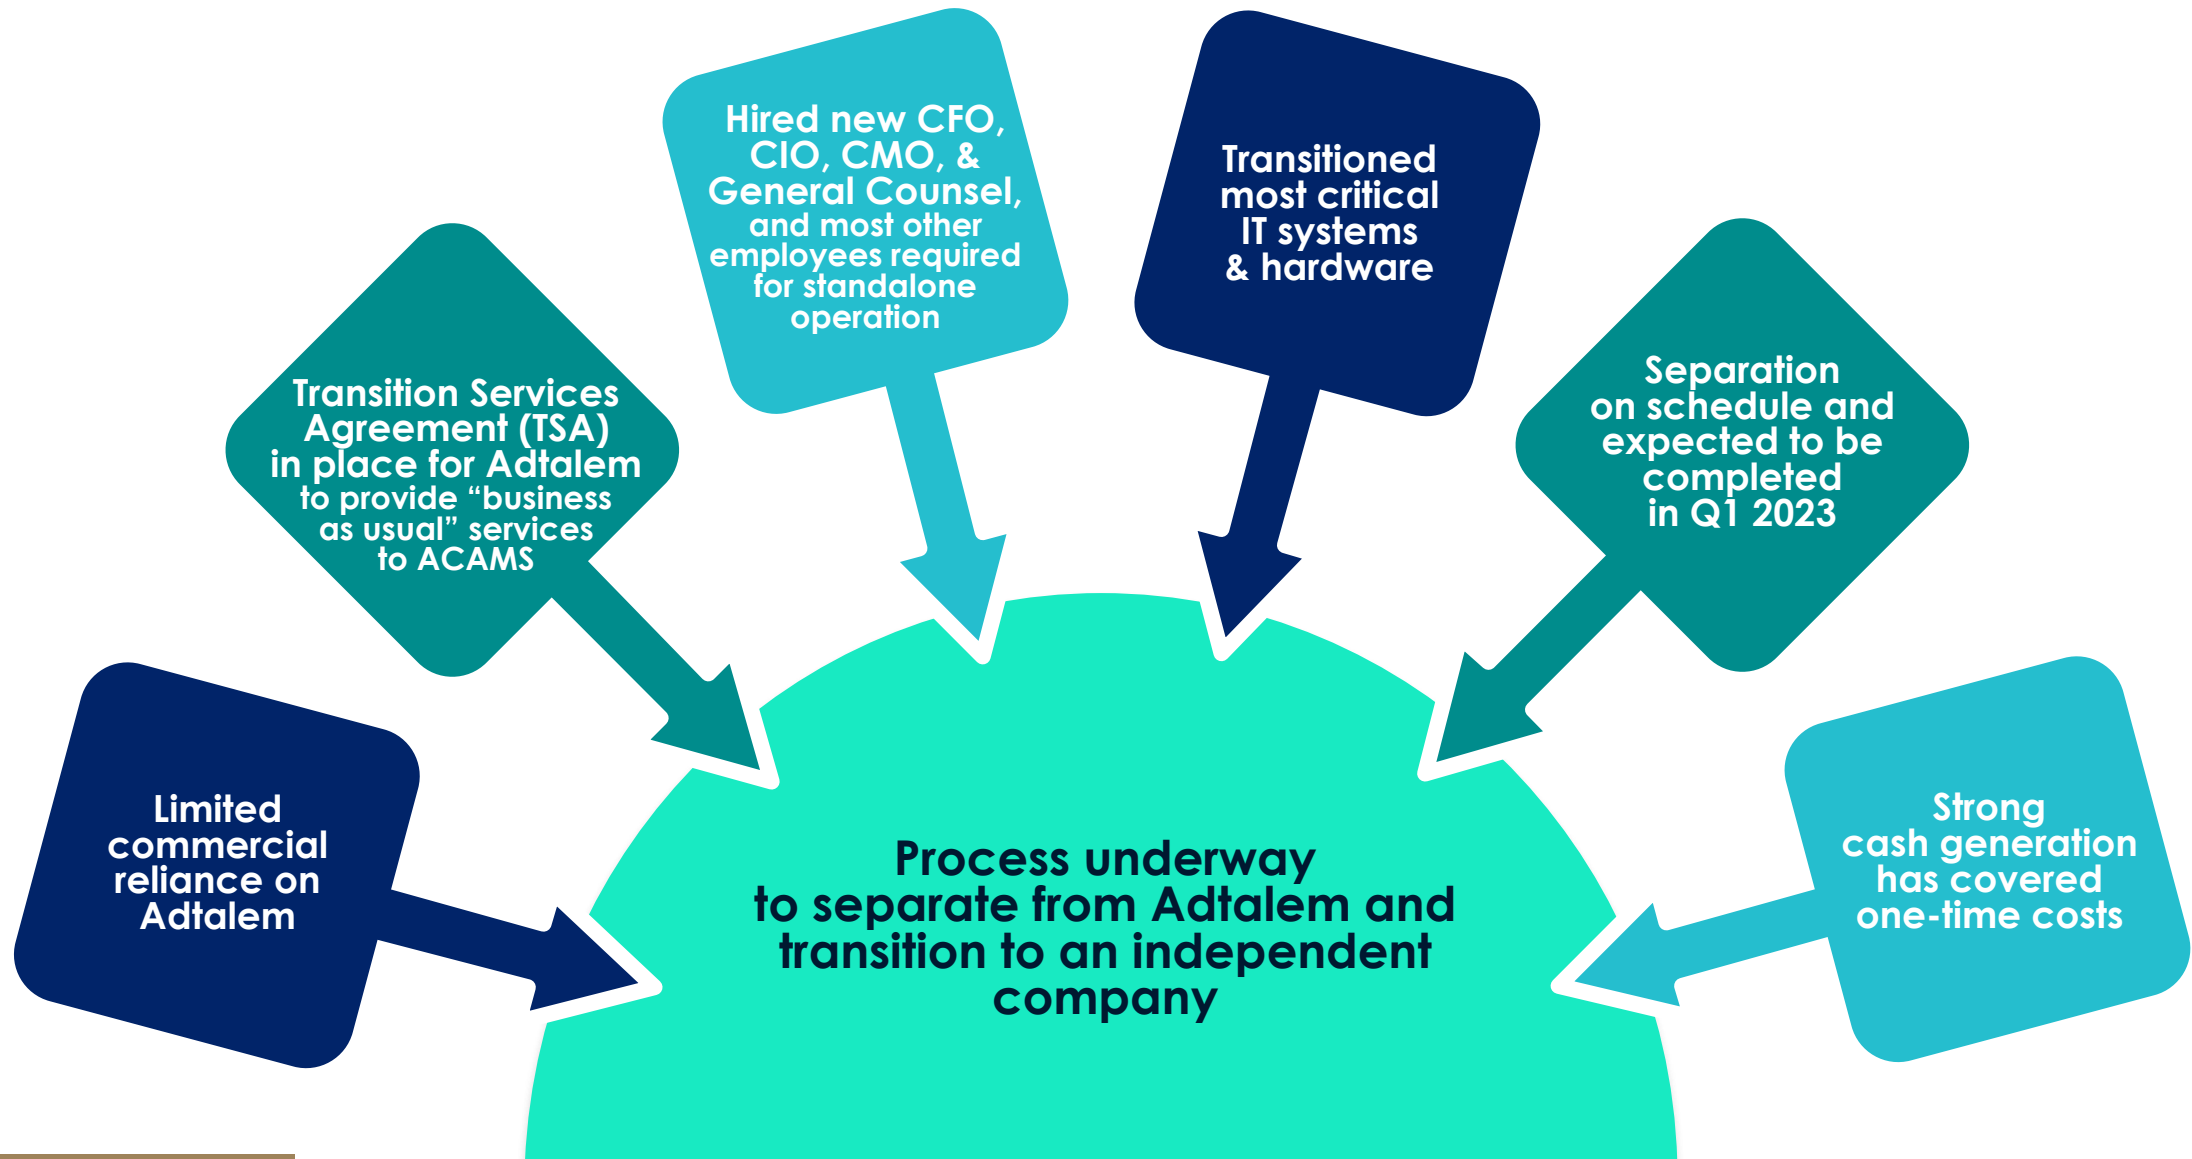 Limited
commercial
reliance on
Adtalem
Transition Services
Agreement (TSA)
in place for Adtalem
to provide “business
as usual” services
to ACAMS
Hired new CFO,
CIO, CMO, &
General Counsel,
and most other
employees required
for standalone
operation
Transitioned
most critical
IT systems
& hardware
Separation
on schedule and
expected to be
completed
in Q1 2023
Strong
cash generation
has covered
one-time costs
Process underway
to separate from Adtalem and
transition to an independent
company